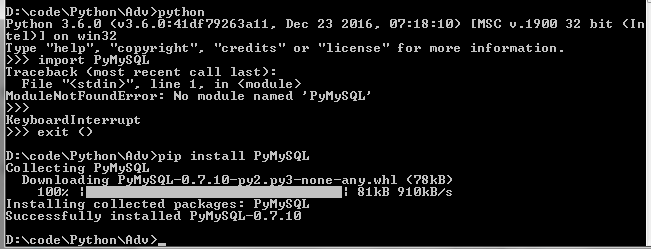 D:\code\Python\Adv>python
Python 3.6.0 (v3.6.0:41df79263a11, Dec 23 2016, 07:18:10) [MSC v.1900 32 bit (In
tel)] on win32
Type "help", "copyright", "credits" or "license" for more information.
>>> import PyMySQL
Traceback (most recent call last):
  File "<stdin>", line 1, in <module>
ModuleNotFoundError: No module named 'PyMySQL'
>>>
KeyboardInterrupt
>>> exit ()
D:\code\Python\Adv>pip install PyMySQL
Collecting PyMySQL
  Downloading PyMySQL-0.7.10-py2.py3-none-any.whl (78kB)
    100% |████████████████████████████████| 81kB 910kB/s
Installing collected packages: PyMySQL
Successfully installed PyMySQL-0.7.10
D:\code\Python\Adv>_